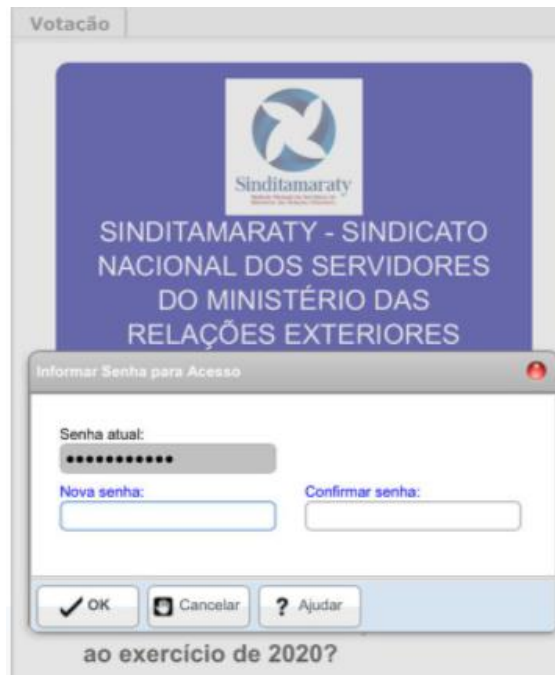 Votação
Sinditamaraty
SINDITAMARATY - SINDICATO
NACIONAL DOS SERVIDORES
DO MINISTÉRIO DAS
RELAÇÕES EXTERIORES
Informar Senha para Acesso
Senha atual:
Nova senha:
Confirmar senha:
OK
Cancelar
? Ajudar
ao exercício de 2020?